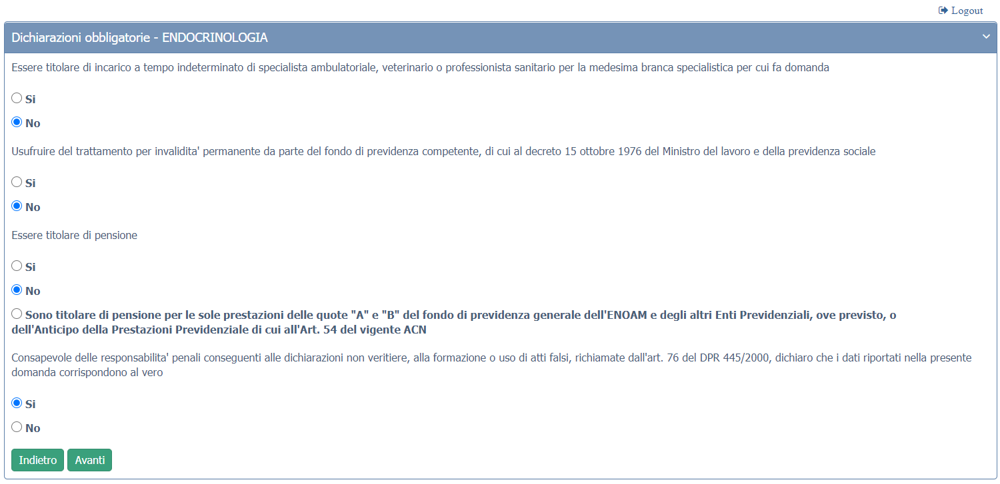 Logout
Dichiarazioni obbligatorie - ENDOCRINOLOGIA
Essere titolare di incarico a tempo indeterminato di specialista ambulatoriale, veterinario o professionista sanitario per la medesima branca specialistica per cui fa domanda
Si
No
Usufruire del trattamento per invalidita' permanente da parte del fondo di previdenza competente, di cui al decreto 15 ottobre 1976 del Ministro del lavoro e della previdenza sociale
Si
No
Essere titolare di pensione
Si
No
Sono titolare di pensione per le sole prestazioni delle quote "A" e "B" del fondo di previdenza generale dell'ENOAM e degli altri Enti Previdenziali, ove previsto, o
dell'Anticipo della Prestazioni Previdenziale di cui all'Art. 54 del vigente ACN
Consapevole delle responsabilita' penali conseguenti alle dichiarazioni non veritiere, alla formazione o uso di atti falsi, richiamate dall'art. 76 del DPR 445/2000, dichiaro che i dati riportati nella presente
domanda corrispondono al vero
Si
No
Indietro Avanti